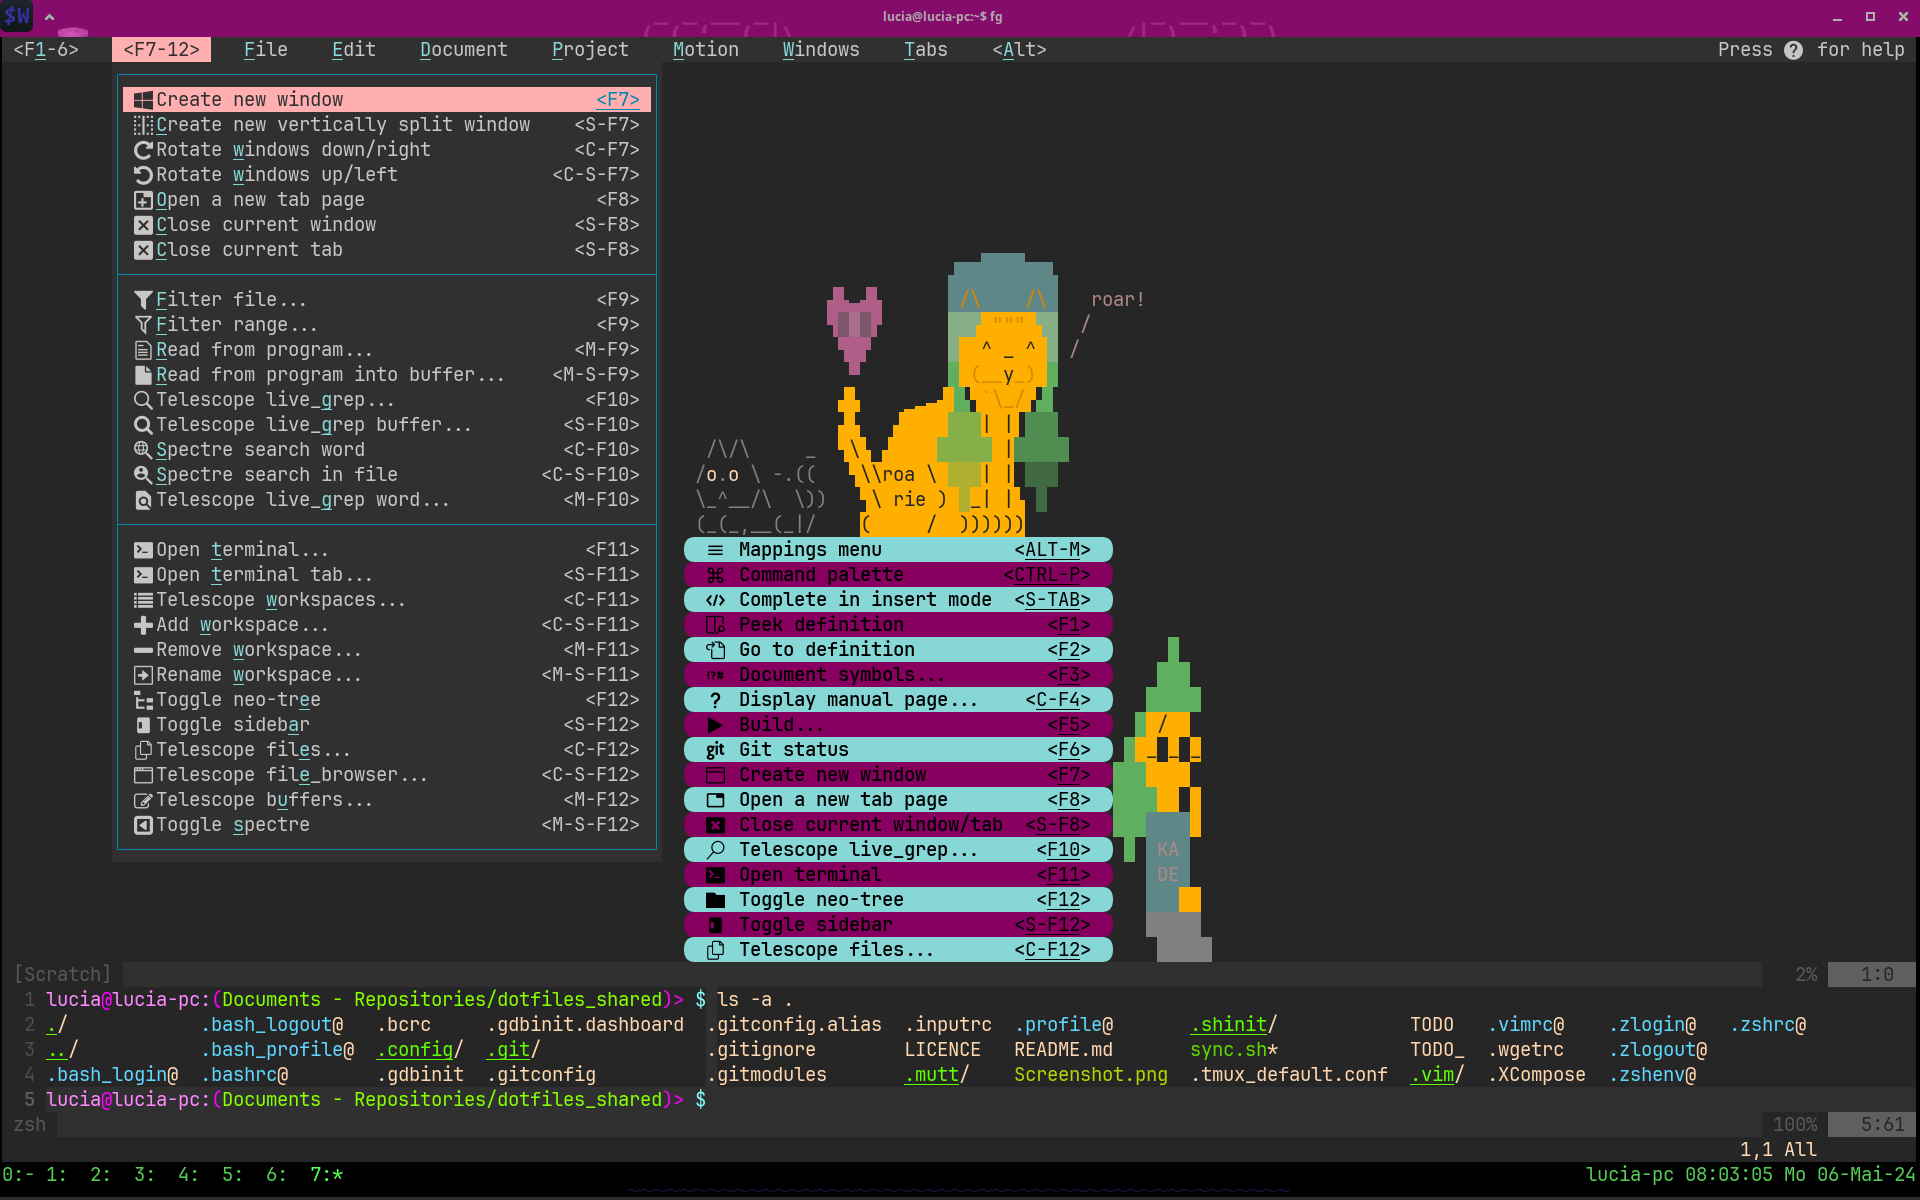 $W lucia@lucia-pc:~$ fg
<F1-6> <F7-12> File Edit Document Project Motion Windows Tabs <Alt> Press ? for help
Create new window <F7>
Create new vertically split window <S-F7>
Rotate windows down/right <C-F7>
Rotate windows up/left <C-S-F7>
Open a new tab page <F8>
Close current window <S-F8>
Close current tab <S-F8>
Filter file... <F9>
Filter range... <F9>
Read from program... <M-F9>
Read from program into buffer... <M-S-F9>
Telescope live_grep... <F10>
Telescope live_grep buffer... <S-F10>
Spectre search word <C-F10>
Spectre search in file <C-S-F10>
Telescope live_grep word... <M-F10>
Open terminal... <F11>
Open terminal tab... <S-F11>
Telescope workspaces... <C-F11>
Add workspace... <C-S-F11>
Remove workspace... <M-F11>
Rename workspace... <M-S-F11>
Toggle neo-tree <F12>
Toggle sidebar <S-F12>
Telescope files... <C-F12>
Telescope file_browser... <C-S-F12>
Telescope buffers... <M-F12>
Toggle spectre <M-S-F12>
roar!
roa
rie
Mappings menu <ALT-M>
Command palette <CTRL-P>
Complete in insert mode <S-TAB>
Peek definition <F1>
Go to definition <F2>
!?# Document symbols... <F3>
? Display manual page... <C-F4>
Build... <F5>
git Git status <F6>
Create new window <F7>
Open a new tab page <F8>
Close current window/tab <S-F8>
Telescope live_grep... <F10>
Open terminal <F11>
Toggle neo-tree <F12>
Toggle sidebar <S-F12>
Telescope files... <C-F12>
KA
DE
[Scratch] 2% 1:0
1 lucia@lucia-pc:(Documents - Repositories/dotfiles_shared)> $ ls -a .
2 ./ .bash_logout@ .bcrc .gdbinit.dashboard .gitconfig.alias .inputrc .profile@ .shinit/ TODO .vimrc@ .zlogin@ .zshrc@
3 ../ .bash_profile@ .config/ .git/ .gitignore LICENCE README.md sync.sh* TODO_ .wgetrc .zlogout@
4 .bash_login@ .bashrc@ .gdbinit .gitconfig .gitmodules .mutt/ Screenshot.png .tmux_default.conf .vim/ .XCompose .zshenv@
5 lucia@lucia-pc:(Documents - Repositories/dotfiles_shared)> $
zsh 100% 5:61
1,1 All
0:- 1: 2: 3: 4: 5: 6: 7:* lucia-pc 08:03:05 Mo 06-Mai-24